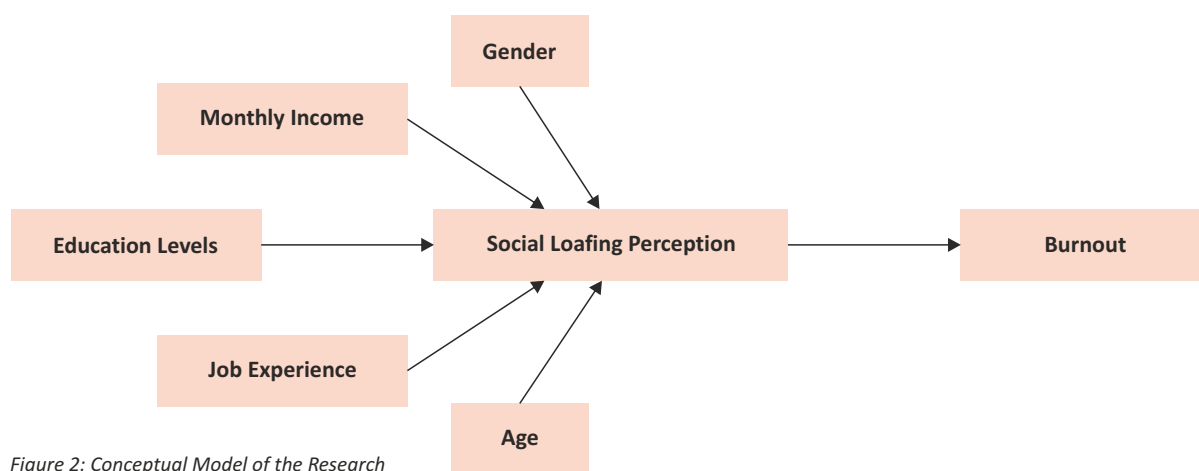 Gender
Monthly Income
Education Levels
Social Loafing Perception
Burnout
Job Experience
Age
Figure 2: Conceptual Model of the Research